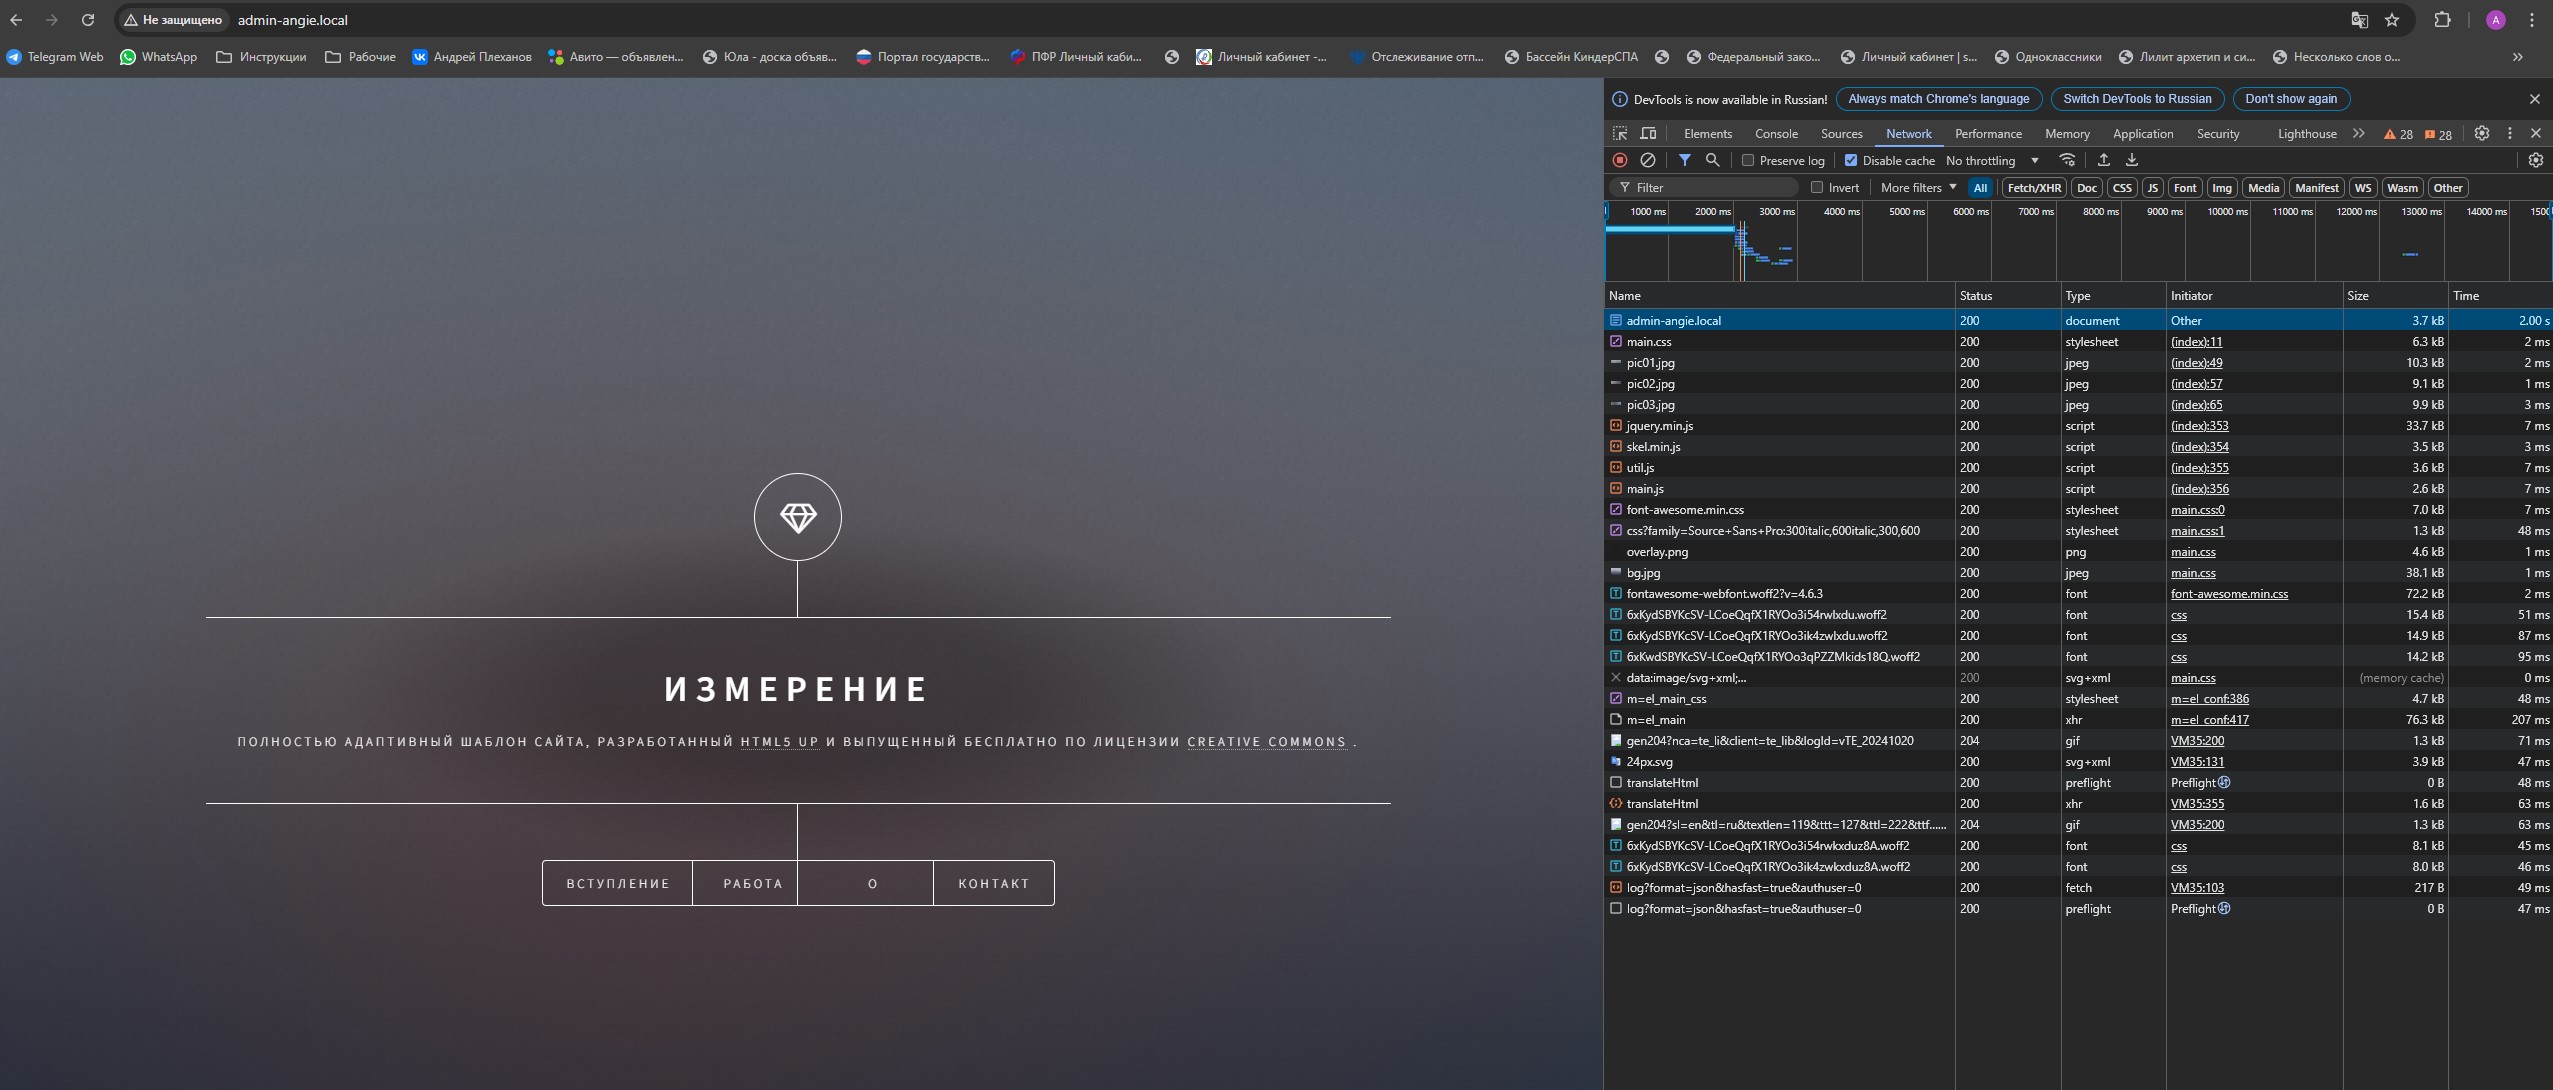 Не защищено admin-angie.local
Telegram Web WhatsApp Инструкции Рабочие Андрей Плеханов Авито — объявлен... Юла - доска объяв... Портал государств... ПФР Личный каби... Личный кабинет -... Отслеживание отп... Бассейн КиндерСПА Федеральный зако... Личный кабинет | s... Одноклассники Лилит архетип и си... Несколько слов о...
ИЗМЕРЕНИЕ
ПОЛНОСТЬЮ АДАПТИВНЫЙ ШАБЛОН САЙТА, РАЗРАБОТАННЫЙ HTML5 UP И ВЫПУЩЕННЫЙ БЕСПЛАТНО ПО ЛИЦЕНЗИИ CREATIVE COMMONS .
ВСТУПЛЕНИЕ РАБОТА О КОНТАКТ
DevTools is now available in Russian! Always match Chrome's language Switch DevTools to Russian Don't show again
Elements Console Sources Network Performance Memory Application Security Lighthouse 28 28
Preserve log Disable cache No throttling
Filter Invert More filters All Fetch/XHR Doc CSS JS Font Img Media Manifest WS Wasm Other
1000 ms 2000 ms 3000 ms 4000 ms 5000 ms 6000 ms 7000 ms 8000 ms 9000 ms 10000 ms 11000 ms 12000 ms 13000 ms 14000 ms 1500
Name Status Type Initiator Size Time
admin-angie.local 200 document Other 3.7 kB 2.00 s
main.css 200 stylesheet (index):11 6.3 kB 2 ms
pic01.jpg 200 jpeg (index):49 10.3 kB 2 ms
pic02.jpg 200 jpeg (index):57 9.1 kB 1 ms
pic03.jpg 200 jpeg (index):65 9.9 kB 3 ms
jquery.min.js 200 script (index):353 33.7 kB 7 ms
skel.min.js 200 script (index):354 3.5 kB 3 ms
util.js 200 script (index):355 3.6 kB 7 ms
main.js 200 script (index):356 2.6 kB 7 ms
font-awesome.min.css 200 stylesheet main.css:0 7.0 kB 7 ms
css?family=Source+Sans+Pro:300italic,600italic,300,600 200 stylesheet main.css:1 1.3 kB 48 ms
overlay.png 200 png main.css 4.6 kB 1 ms
bg.jpg 200 jpeg main.css 38.1 kB 1 ms
fontawesome-webfont.woff2?v=4.6.3 200 font font-awesome.min.css 72.2 kB 2 ms
6xKydSBYKcSV-LCoeQqfX1RYOo3i54rwlxdu.woff2 200 font css 15.4 kB 51 ms
6xKydSBYKcSV-LCoeQqfX1RYOo3ik4zwlxdu.woff2 200 font css 14.9 kB 87 ms
6xKwdSBYKcSV-LCoeQqfX1RYOo3qPZZMkids18Q.woff2 200 font css 14.2 kB 95 ms
data:image/svg+xml;... 200 svg+xml main.css (memory cache) 0 ms
m=el_main_css 200 stylesheet m=el_conf:386 4.7 kB 48 ms
m=el_main 200 xhr m=el_conf:417 76.3 kB 207 ms
gen204?nca=te_li&client=te_lib&logId=vTE_20241020 204 gif VM35:200 1.3 kB 71 ms
24px.svg 200 svg+xml VM35:131 3.9 kB 47 ms
translateHtml 200 preflight Preflight 0 B 48 ms
translateHtml 200 xhr VM35:355 1.6 kB 63 ms
gen204?sl=en&tl=ru&textlen=119&ttt=127&ttl=222&ttf...... 204 gif VM35:200 1.3 kB 63 ms
6xKydSBYKcSV-LCoeQqfX1RYOo3i54rwkxduz8A.woff2 200 font css 8.1 kB 45 ms
6xKydSBYKcSV-LCoeQqfX1RYOo3ik4zwkxduz8A.woff2 200 font css 8.0 kB 46 ms
log?format=json&hasfast=true&authuser=0 200 fetch VM35:103 217 B 49 ms
log?format=json&hasfast=true&authuser=0 200 preflight Preflight 0 B 47 ms